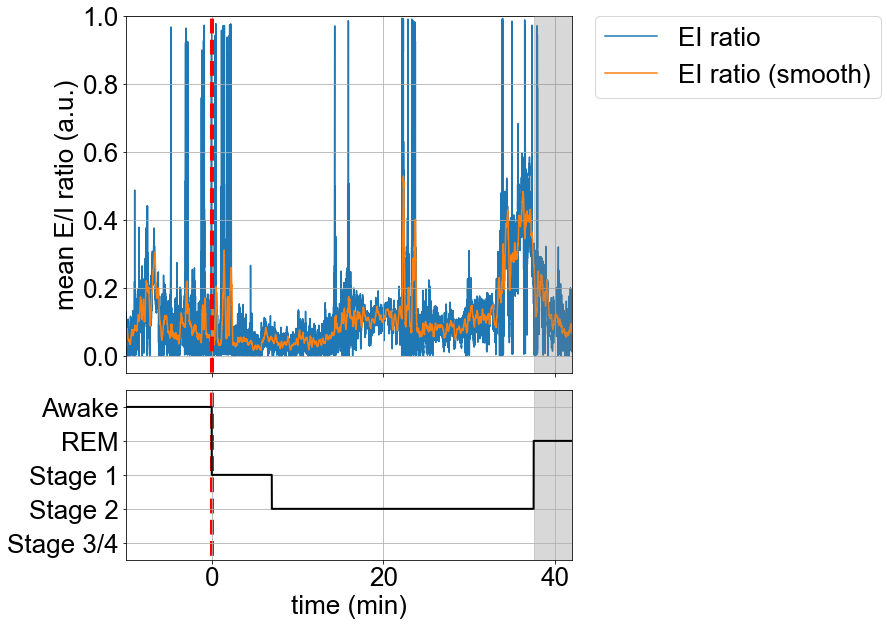 mean E/I ratio (a.u.)
1.0
0.8
0.6
0.4
0.2
0.0
EI ratio
EI ratio (smooth)
Awake
REM
Stage 1
Stage 2
Stage 3/4
0 20 40
time (min)